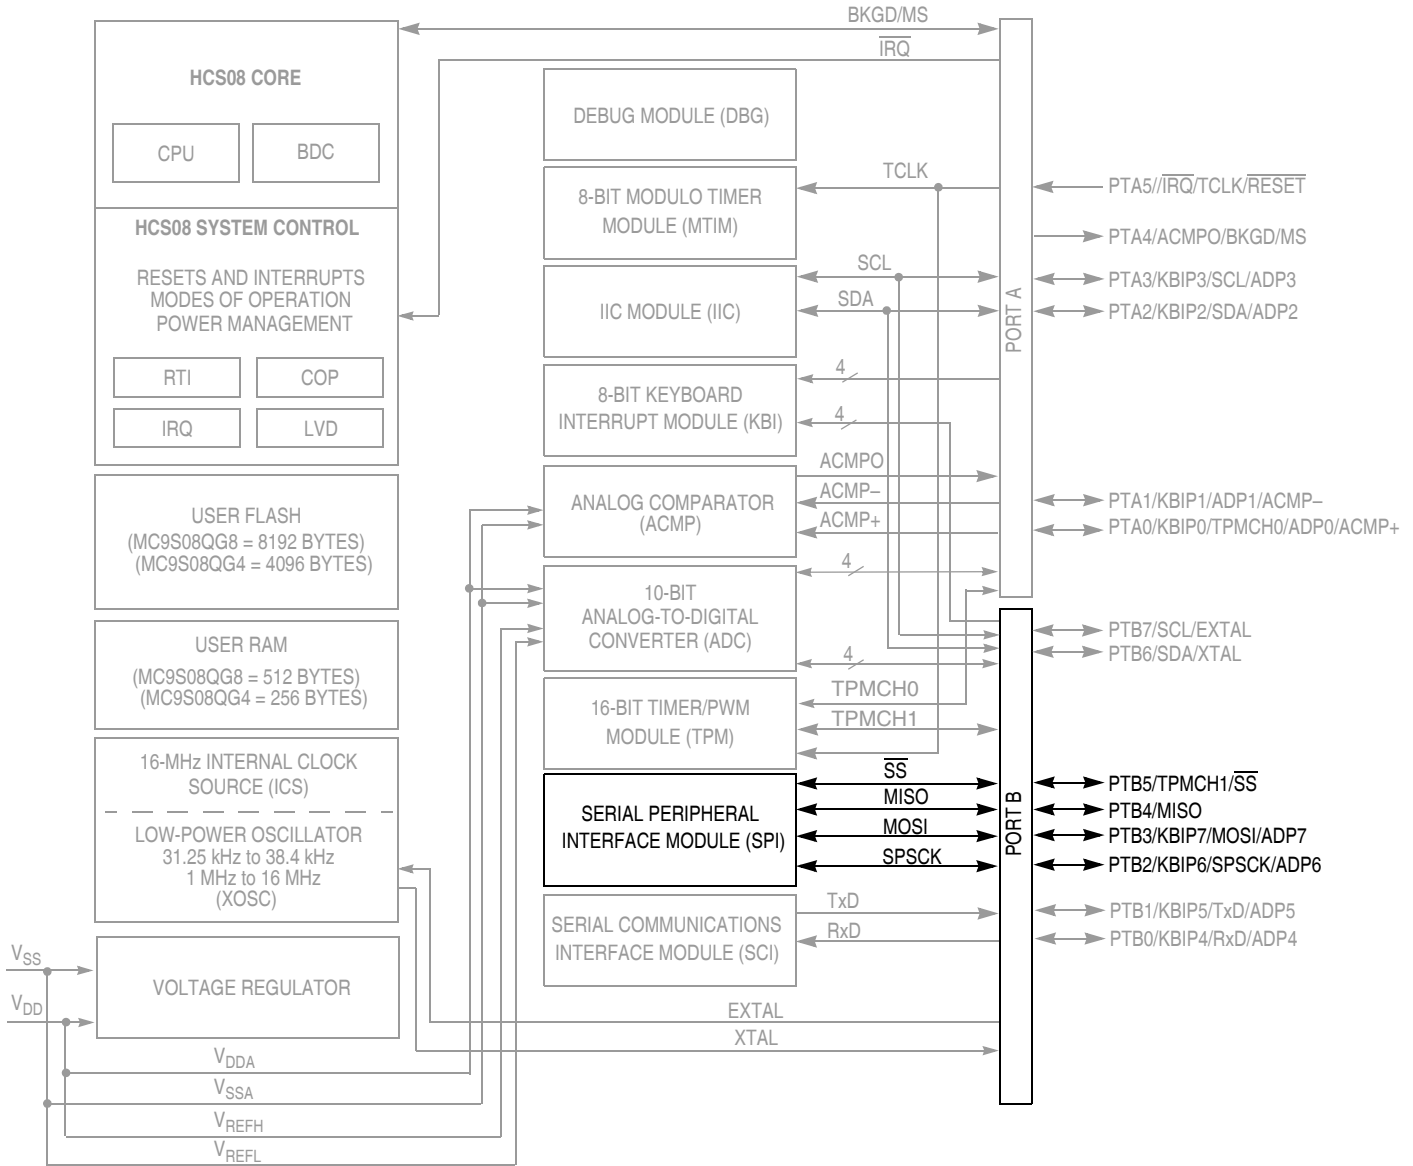 BKGD/MS
IRQ
HCS08 CORE
CPU
BDC
HCS08 SYSTEM CONTROL
RESETS AND INTERRUPTS
MODES OF OPERATION
POWER MANAGEMENT
RTI
COP
IRQ
LVD
USER FLASH
(MC9S08QG8 = 8192 BYTES)
(MC9S08QG4 = 4096 BYTES)
USER RAM
(MC9S08QG8 = 512 BYTES)
(MC9S08QG4 = 256 BYTES)
16-MHz INTERNAL CLOCK
SOURCE (ICS)
LOW-POWER OSCILLATOR
31.25 kHz to 38.4 kHz
1 MHz to 16 MHz
(XOSC)
VSS
VDD
VOLTAGE REGULATOR
VDDA
VSSA
VREFH
VREFL
DEBUG MODULE (DBG)
8-BIT MODULO TIMER
MODULE (MTIM)
TCLK
IIC MODULE (IIC)
SCL
SDA
8-BIT KEYBOARD
INTERRUPT MODULE (KBI)
4
4
ANALOG COMPARATOR
(ACMP)
ACMPO
ACMP–
ACMP+
10-BIT
ANALOG-TO-DIGITAL
CONVERTER (ADC)
4
4
16-BIT TIMER/PWM
MODULE (TPM)
TPMCH0
TPMCH1
SERIAL PERIPHERAL
INTERFACE MODULE (SPI)
SS
MISO
MOSI
SPSCK
SERIAL COMMUNICATIONS
INTERFACE MODULE (SCI)
TxD
RxD
EXTAL
XTAL
PORT A
PORT B
PTA5//IRQ/TCLK/RESET
PTA4/ACMPO/BKGD/MS
PTA3/KBIP3/SCL/ADP3
PTA2/KBIP2/SDA/ADP2
PTA1/KBIP1/ADP1/ACMP–
PTA0/KBIP0/TPMCH0/ADP0/ACMP+
PTB7/SCL/EXTAL
PTB6/SDA/XTAL
PTB5/TPMCH1/SS
PTB4/MISO
PTB3/KBIP7/MOSI/ADP7
PTB2/KBIP6/SPSCK/ADP6
PTB1/KBIP5/TxD/ADP5
PTB0/KBIP4/RxD/ADP4